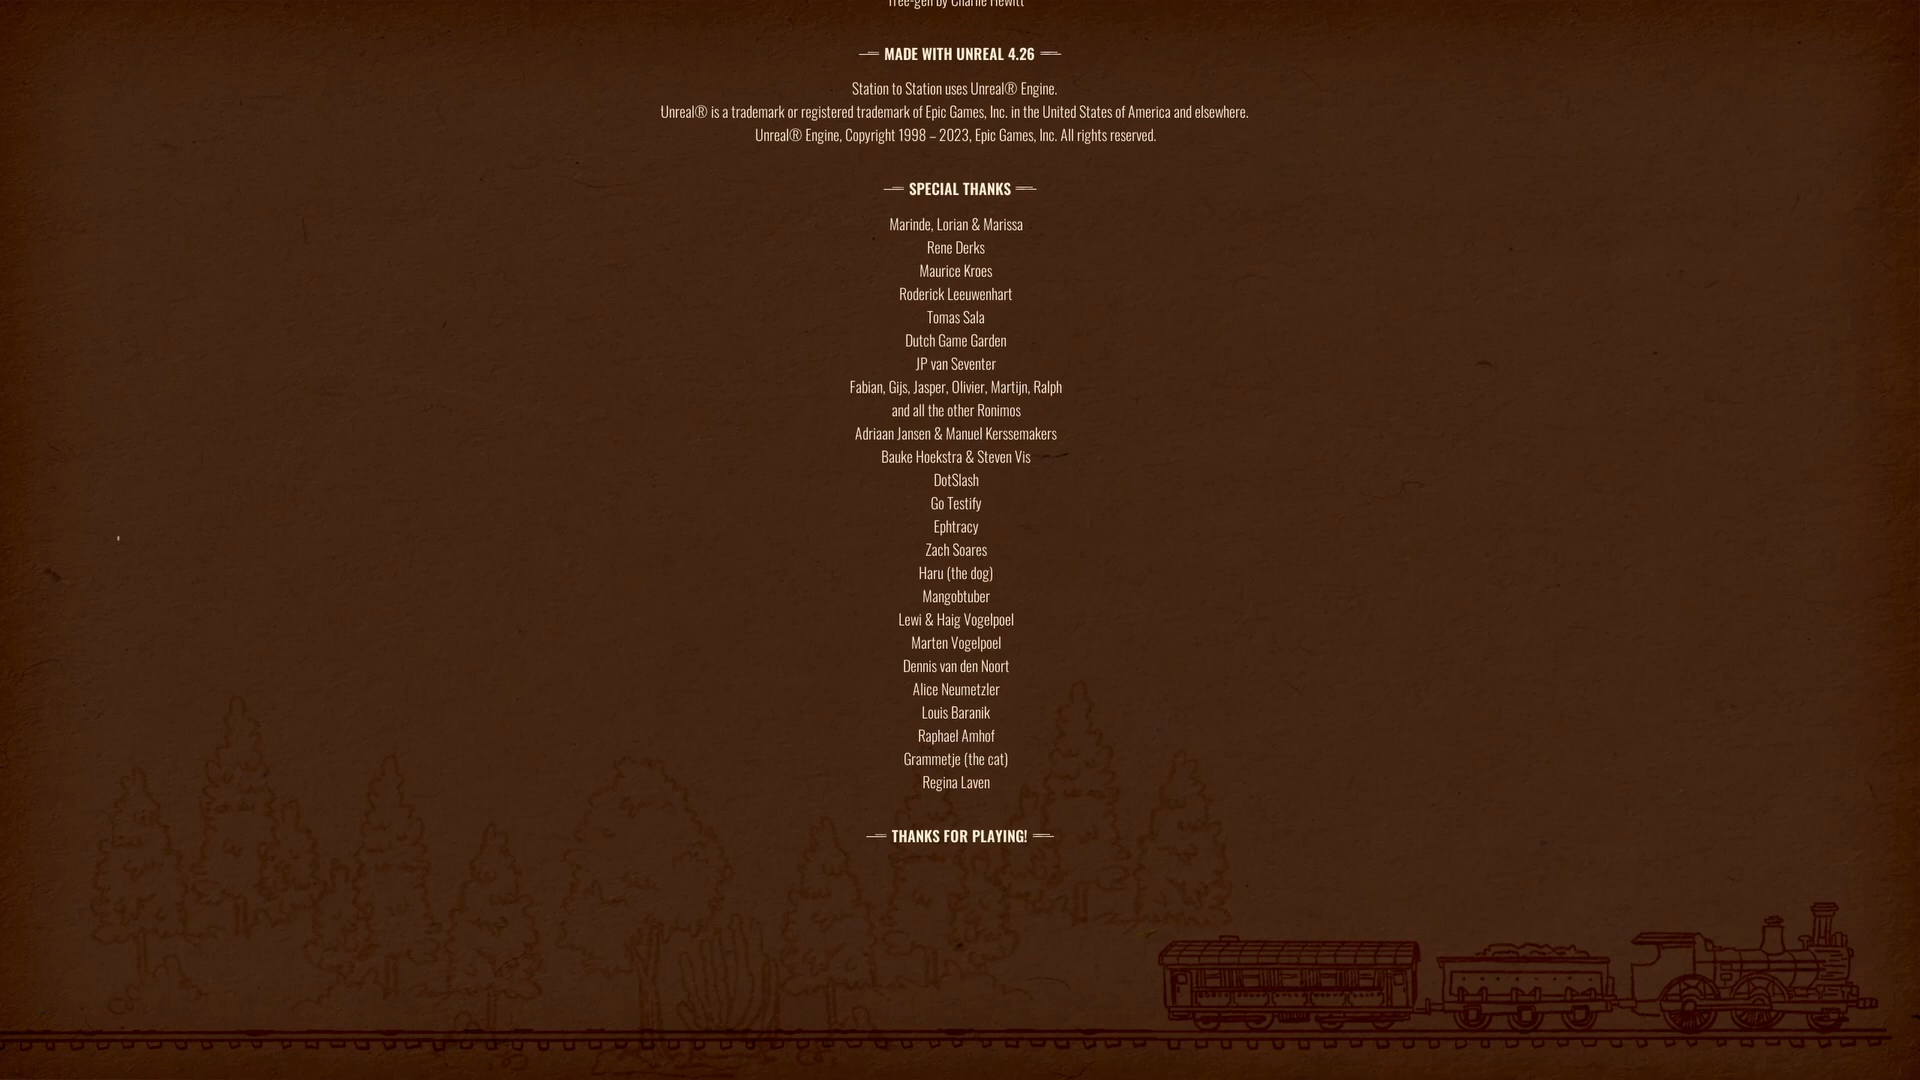 Tree-gen by Charlie Hewitt
MADE WITH UNREAL 4.26
Station to Station uses Unreal® Engine.
Unreal® is a trademark or registered trademark of Epic Games, Inc. in the United States of America and elsewhere.
Unreal® Engine, Copyright 1998 – 2023, Epic Games, Inc. All rights reserved.
SPECIAL THANKS
Marinde, Lorian & Marissa
Rene Derks
Maurice Kroes
Roderick Leeuwenhart
Tomas Sala
Dutch Game Garden
JP van Seventer
Fabian, Gijs, Jasper, Olivier, Martijn, Ralph
and all the other Ronimos
Adriaan Jansen & Manuel Kerssemakers
Bauke Hoekstra & Steven Vis
DotSlash
Go Testify
Ephtracy
Zach Soares
Haru (the dog)
Mangobtuber
Lewi & Haig Vogelpoel
Marten Vogelpoel
Dennis van den Noort
Alice Neumetzler
Louis Baranik
Raphael Amhof
Grammetje (the cat)
Regina Laven
THANKS FOR PLAYING!